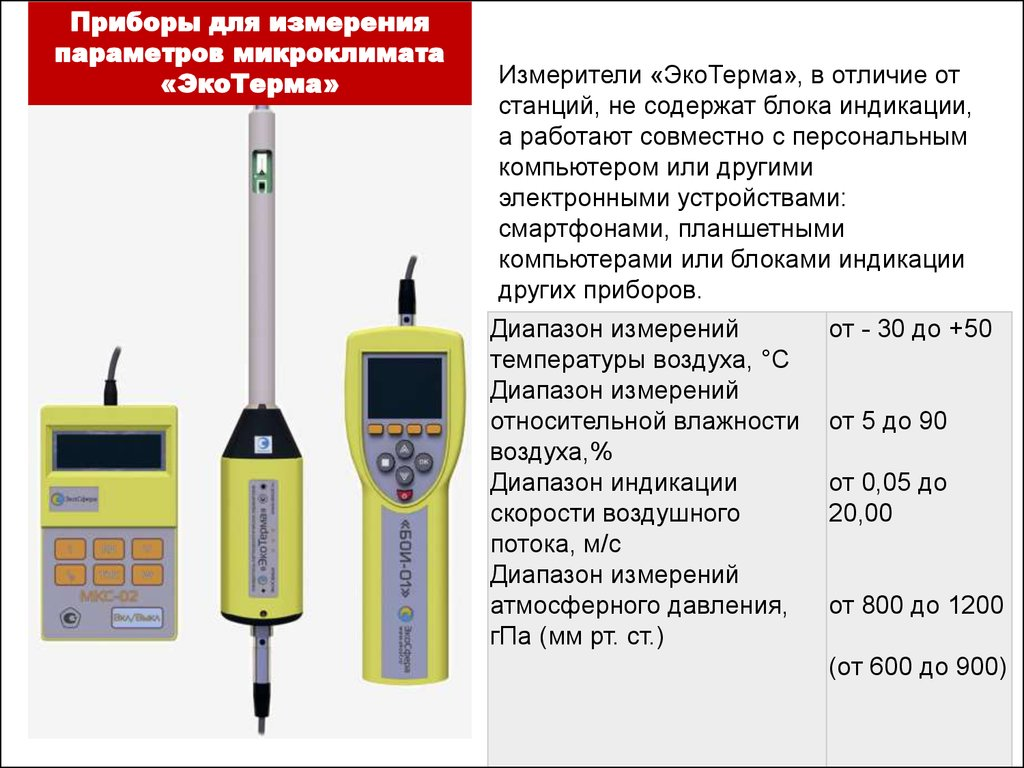 Приборы для измерения
параметров микроклимата
«ЭкоТерма»
Измерители «ЭкоТерма», в отличие от
станций, не содержат блока индикации,
а работают совместно с персональным
компьютером или другими
электронными устройствами:
смартфонами, планшетными
компьютерами или блоками индикации
других приборов.
Диапазон измерений
температуры воздуха, °С
от - 30 до +50
Диапазон измерений
относительной влажности
воздуха,%
от 5 до 90
Диапазон индикации
скорости воздушного
потока, м/с
от 0,05 до
20,00
Диапазон измерений
атмосферного давления,
гПа (мм рт. ст.)
от 800 до 1200
(от 600 до 900)
ЭкоСфера
МКС-02
Вкл/Выкл
«ЭкоТерма»
OK
«БОИ-01»
ЭкоСфера